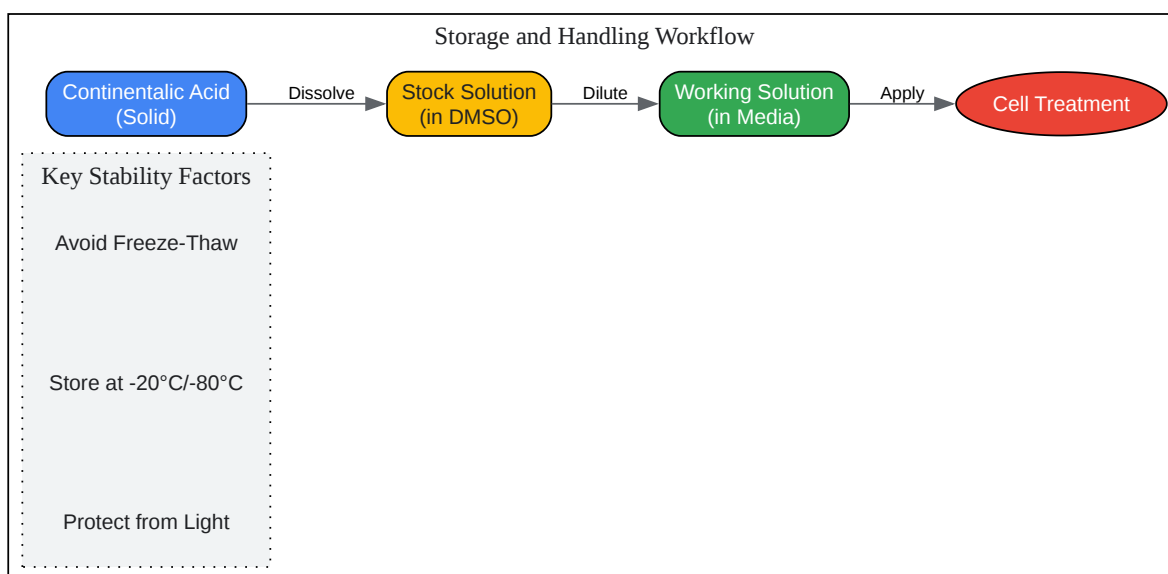 Storage and Handling Workflow
Continentalic Acid
(Solid)
Dissolve
Stock Solution
(in DMSO)
Dilute
Working Solution
(in Media)
Apply
Cell Treatment
Key Stability Factors
Avoid Freeze-Thaw
Store at -20°C/-80°C
Protect from Light